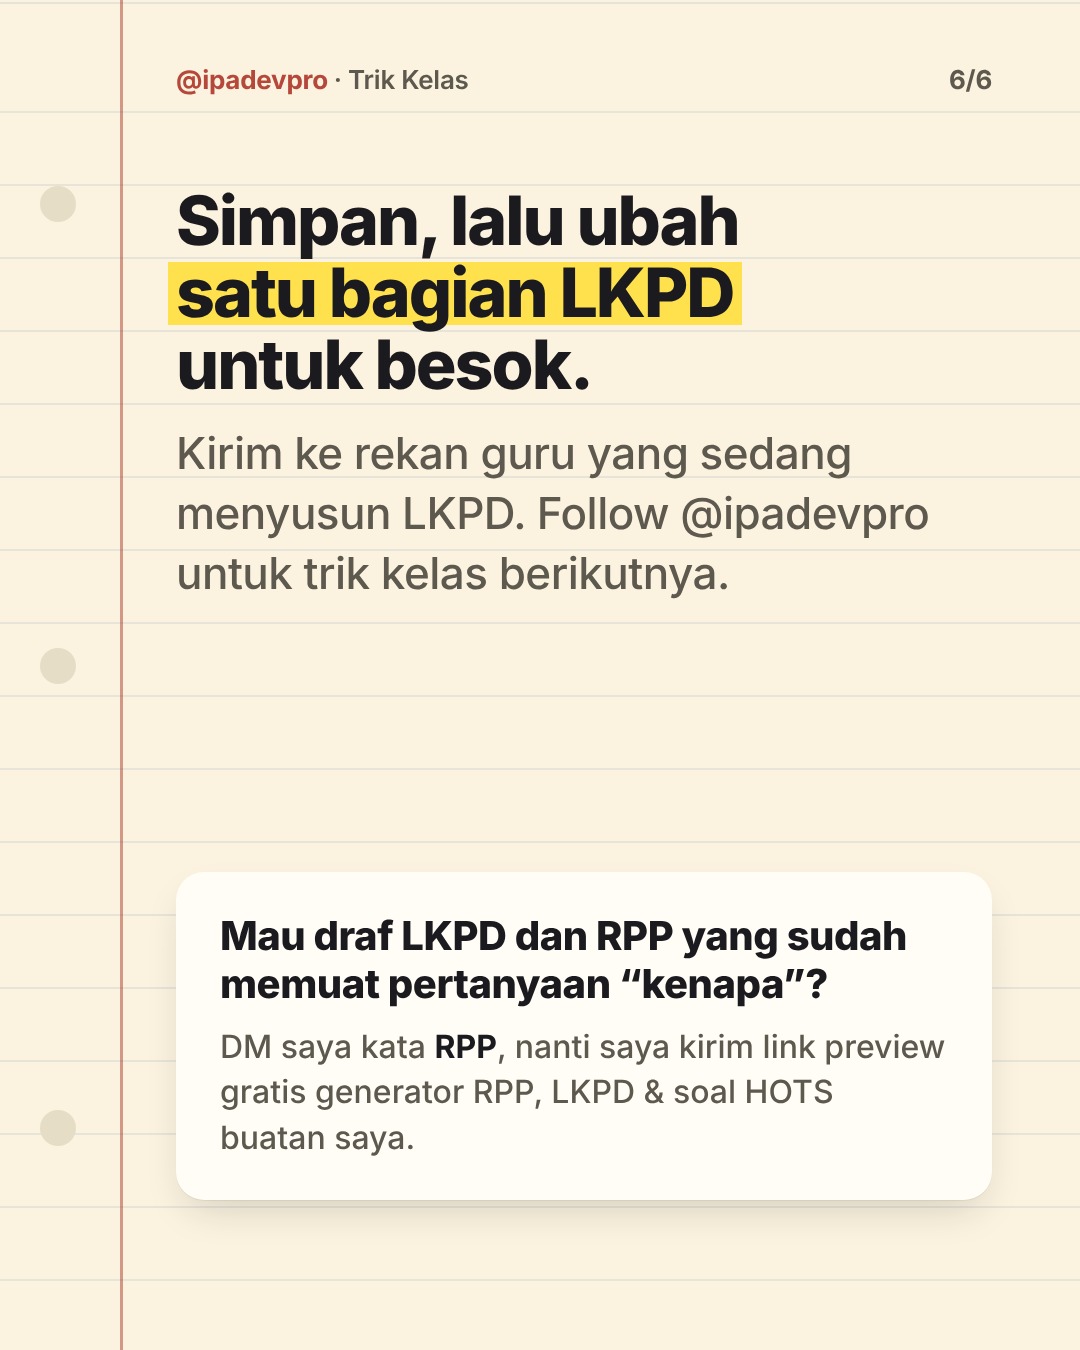 @ipadevpro · Trik Kelas
6/6
Simpan, lalu ubah
satu bagian LKPD
untuk besok.
Kirim ke rekan guru yang sedang
menyusun LKPD. Follow @ipadevpro
untuk trik kelas berikutnya.
Mau draf LKPD dan RPP yang sudah
memuat pertanyaan “kenapa”?
DM saya kata RPP, nanti saya kirim link preview
gratis generator RPP, LKPD & soal HOTS
buatan saya.